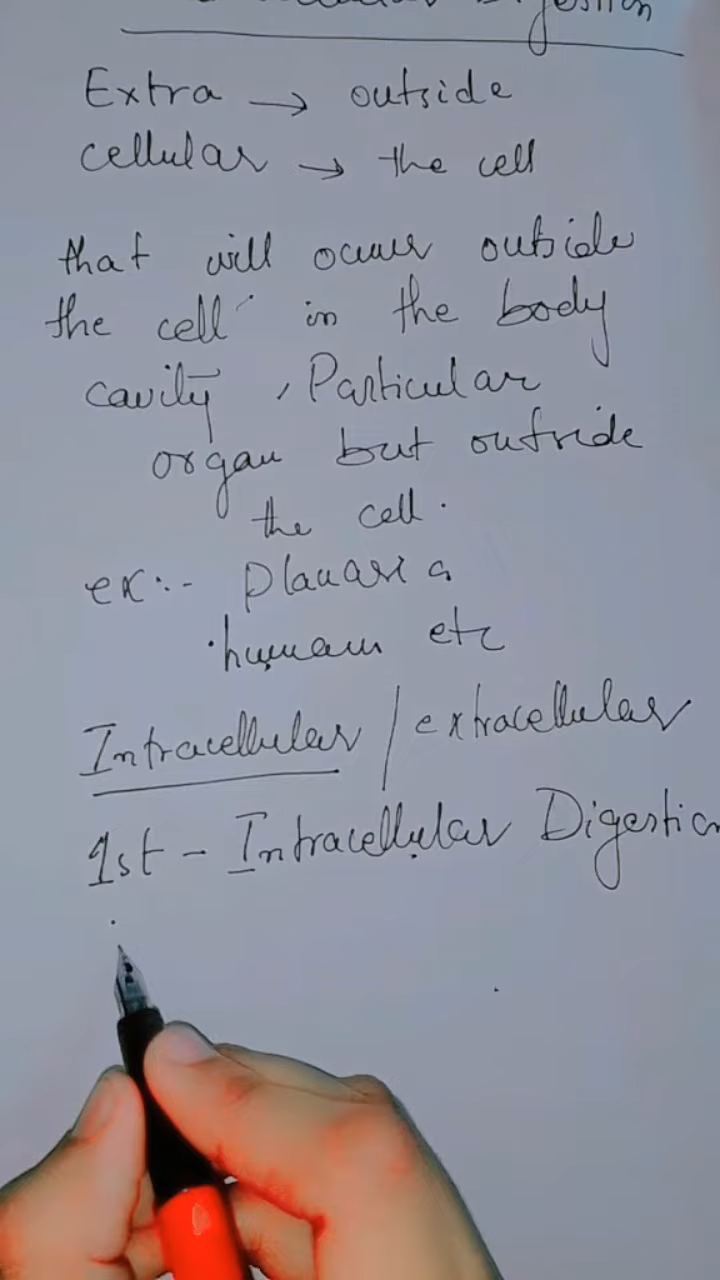 Digestion
Extra → outside
cellular → the cell
that will occur outside
the cell in the body
cavity, Particular
organ but outside
the cell.
ex:- Planaria
human etc
Intracellular / extracellular
1st - Intracellular Digestion